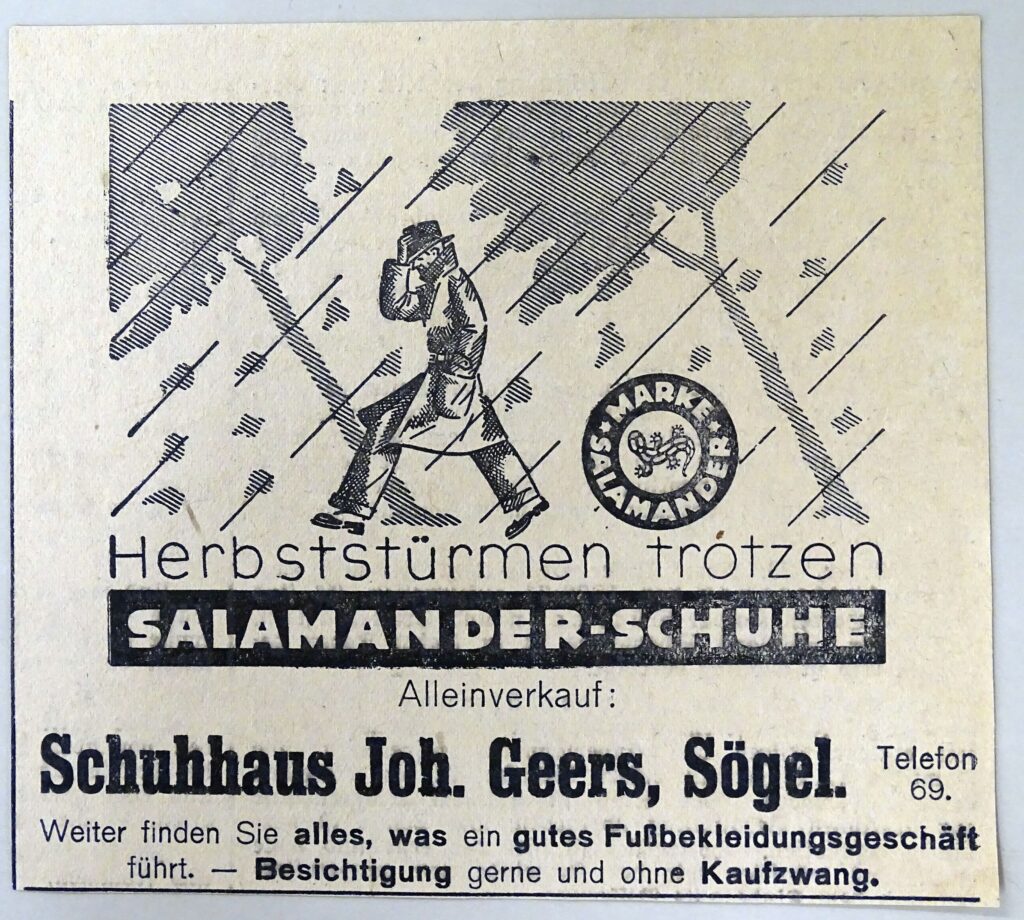 MARKE
SALAMANDER
Herbststürmen trotzen
SALAMANDER-SCHUHE
Alleinverkauf:
Schuhhaus Joh. Geers, Sögel.
Telefon
69.
Weiter finden Sie alles, was ein gutes Fußbekleidungsgeschäft
führt. — Besichtigung gerne und ohne Kaufzwang.